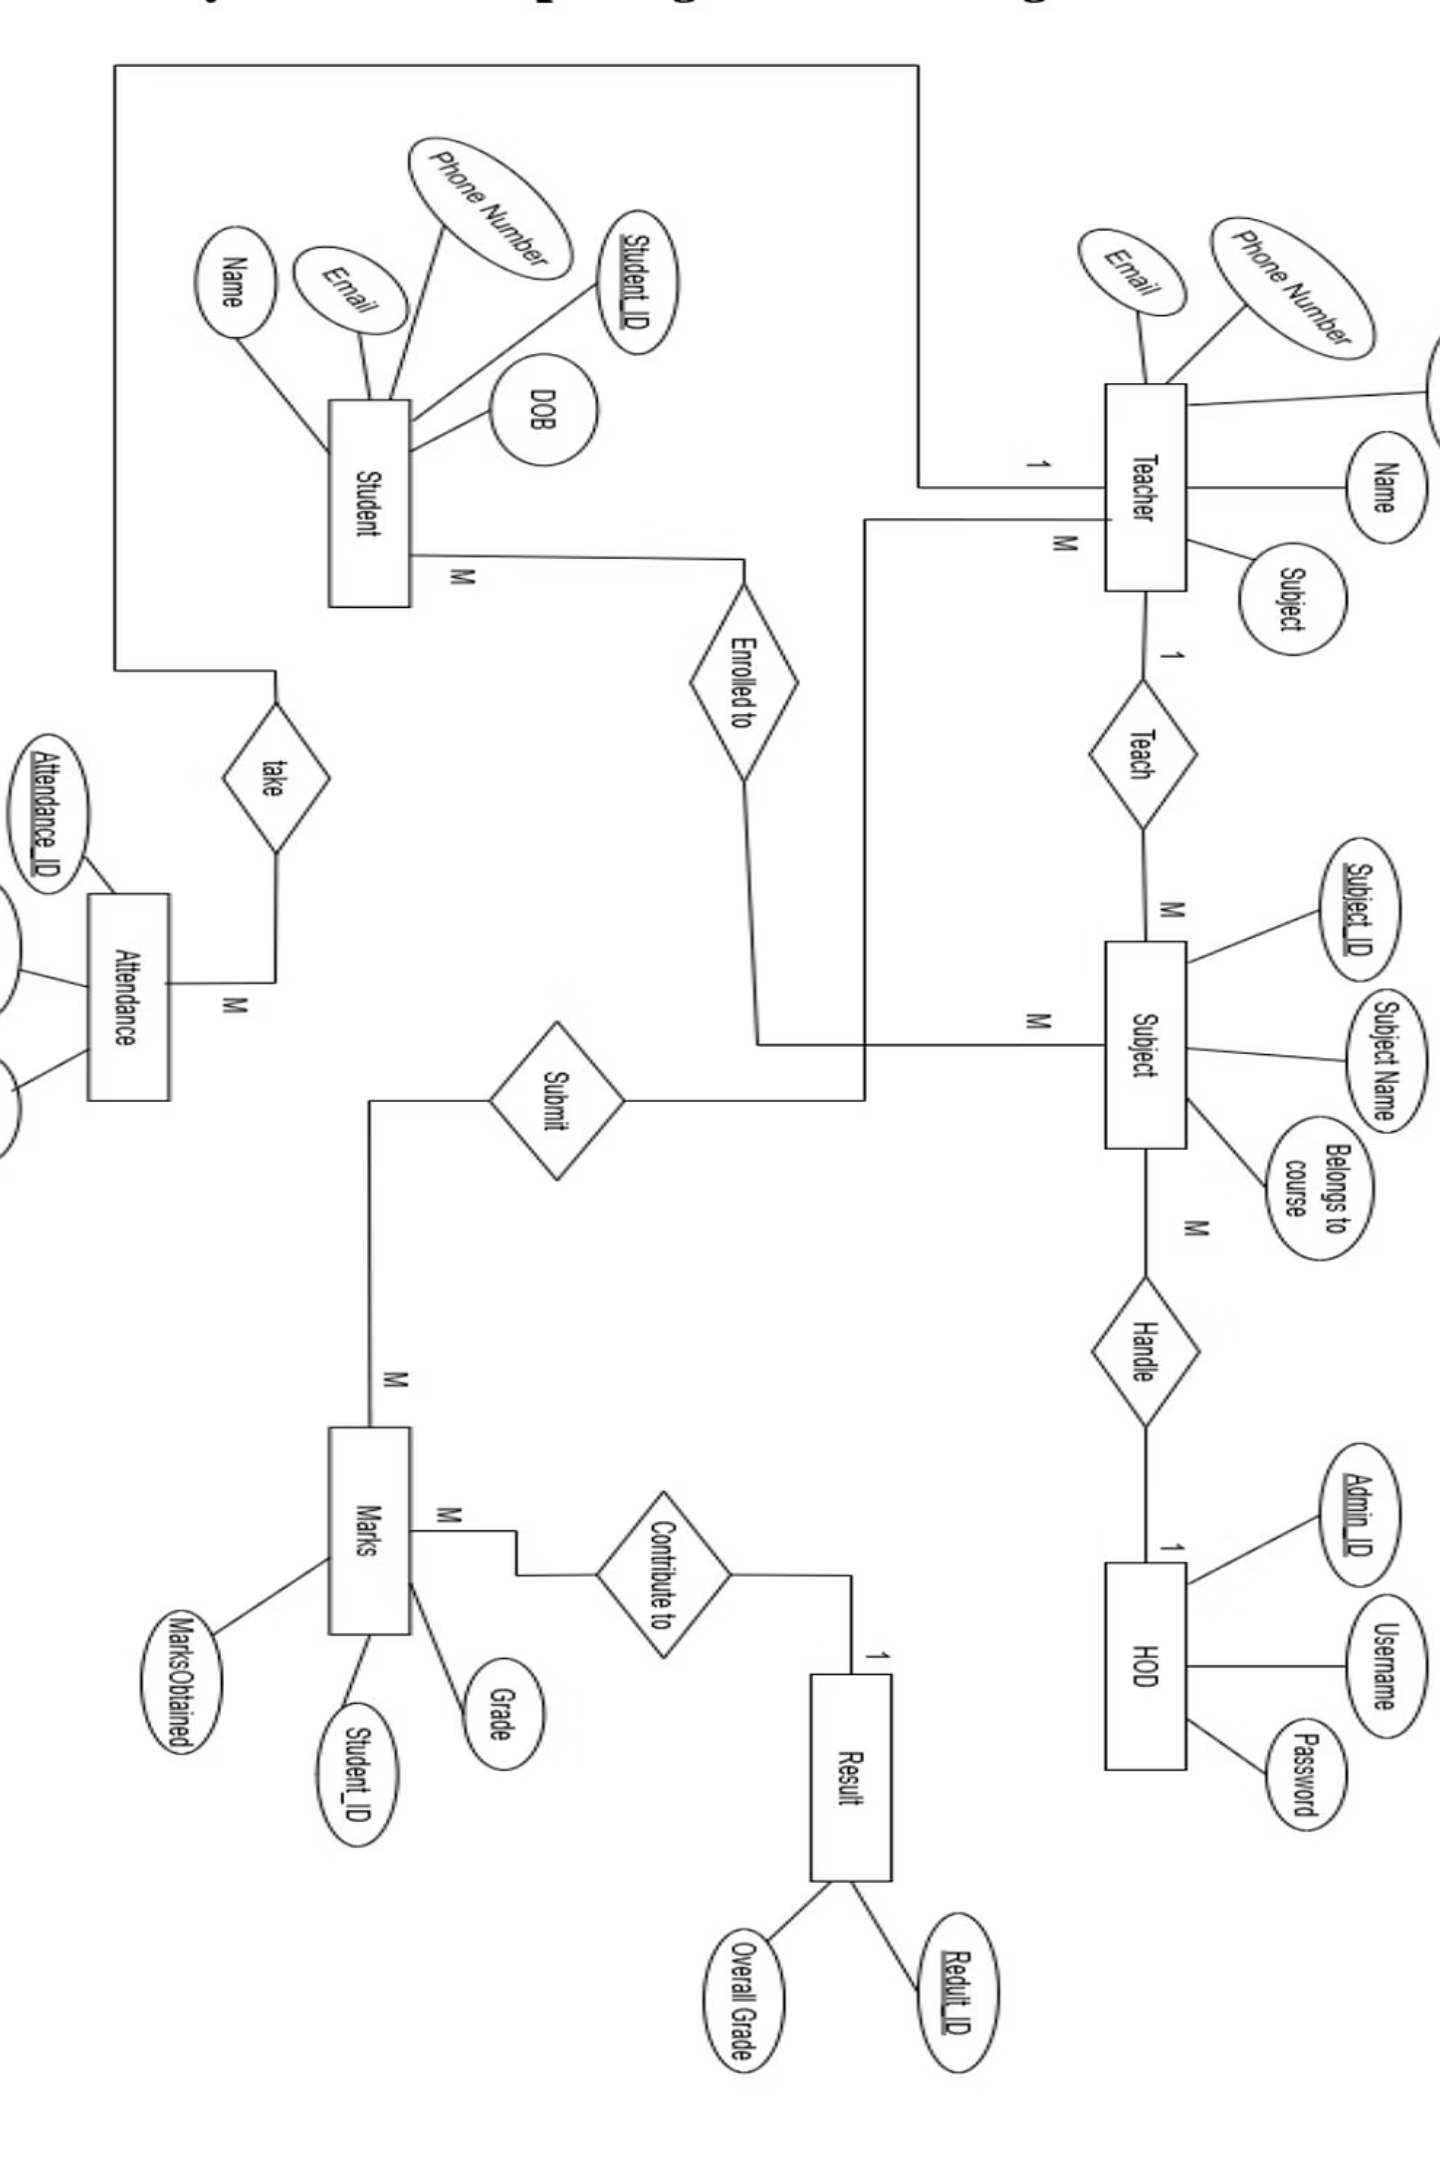 Phone Number
Email
Name
Subject
Teacher
1
M
1
Teach
M
Subject_ID
Subject Name
Belongs to
course
Subject
M
M
Handle
1
Admin_ID
Username
Password
HOD
Phone Number
Student_ID
Email
Name
DOB
Student
M
Enrolled to
take
Attendance_ID
Attendance
M
Submit
M
Marks
M
Contribute to
1
Result
Grade
Student_ID
MarksObtained
Redult_ID
Overall Grade